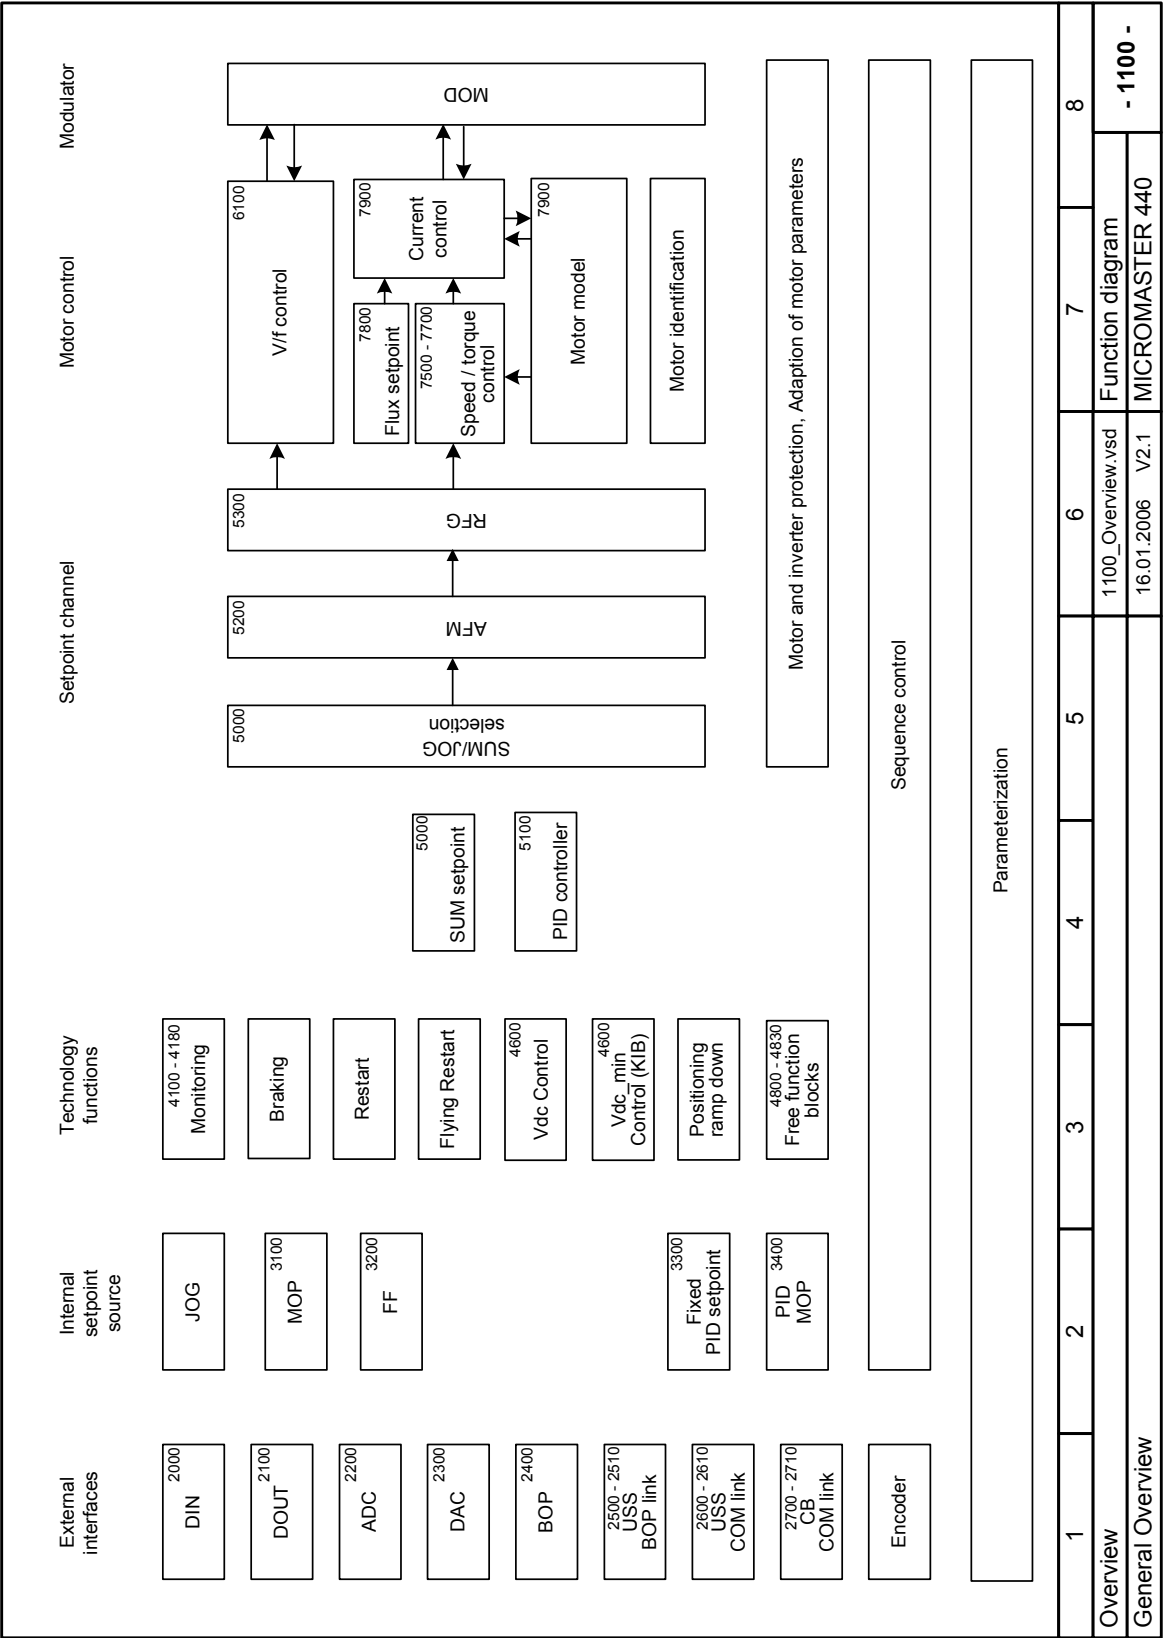 External
interfaces
Internal
setpoint
source
Technology
functions
Setpoint channel
Motor control
Modulator
2000
DIN
2100
DOUT
2200
ADC
2300
DAC
2400
BOP
2500 - 2510
USS
BOP link
2600 - 2610
USS
COM link
2700 - 2710
CB
COM link
Encoder
JOG
3100
MOP
3200
FF
3300
Fixed
PID setpoint
3400
PID
MOP
4100 - 4180
Monitoring
Braking
Restart
Flying Restart
4600
Vdc Control
4600
Vdc_min
Control (KIB)
Positioning
ramp down
4800 - 4830
Free function
blocks
5000
SUM setpoint
5100
PID controller
5000
SUM/JOG
selection
5200
AFM
5300
RFG
6100
V/f control
7800
Flux setpoint
7500 - 7700
Speed / torque
control
7900
Current
control
7900
Motor model
Motor identification
MOD
Motor and inverter protection, Adaption of motor parameters
Sequence control
Parameterization
1 2 3 4 5 6 7 8
Overview 1100_Overview.vsd Function diagram
General Overview 16.01.2006 V2.1 MICROMASTER 440
- 1100 -